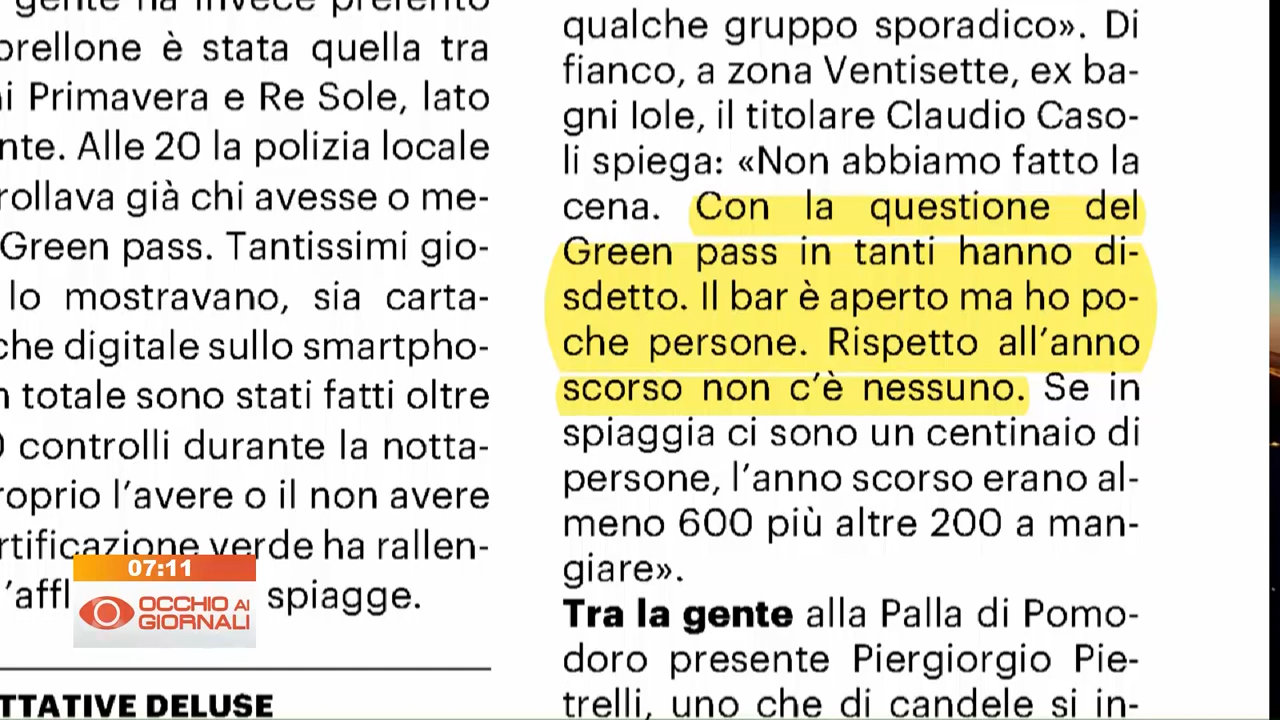 gente ha invece preferito
orellone è stata quella tra
ni Primavera e Re Sole, lato
nte. Alle 20 la polizia locale
rollava già chi avesse o me-
Green pass. Tantissimi gio-
lo mostravano, sia carta-
che digitale sullo smartpho-
n totale sono stati fatti oltre
0 controlli durante la notta-
roprio l'avere o il non avere
rtificazione verde ha rallen-
'affl spiagge.
TTATIVE DELUSE
qualche gruppo sporadico». Di
fianco, a zona Ventisette, ex ba-
gni Iole, il titolare Claudio Caso-
li spiega: «Non abbiamo fatto la
cena. Con la questione del
Green pass in tanti hanno di-
sdetto. Il bar è aperto ma ho po-
che persone. Rispetto all'anno
scorso non c'è nessuno. Se in
spiaggia ci sono un centinaio di
persone, l'anno scorso erano al-
meno 600 più altre 200 a man-
giare».
Tra la gente alla Palla di Pomo-
doro presente Piergiorgio Pie-
trelli, uno che di candele si in-
07:11
OCCHIO AI
GIORNALI